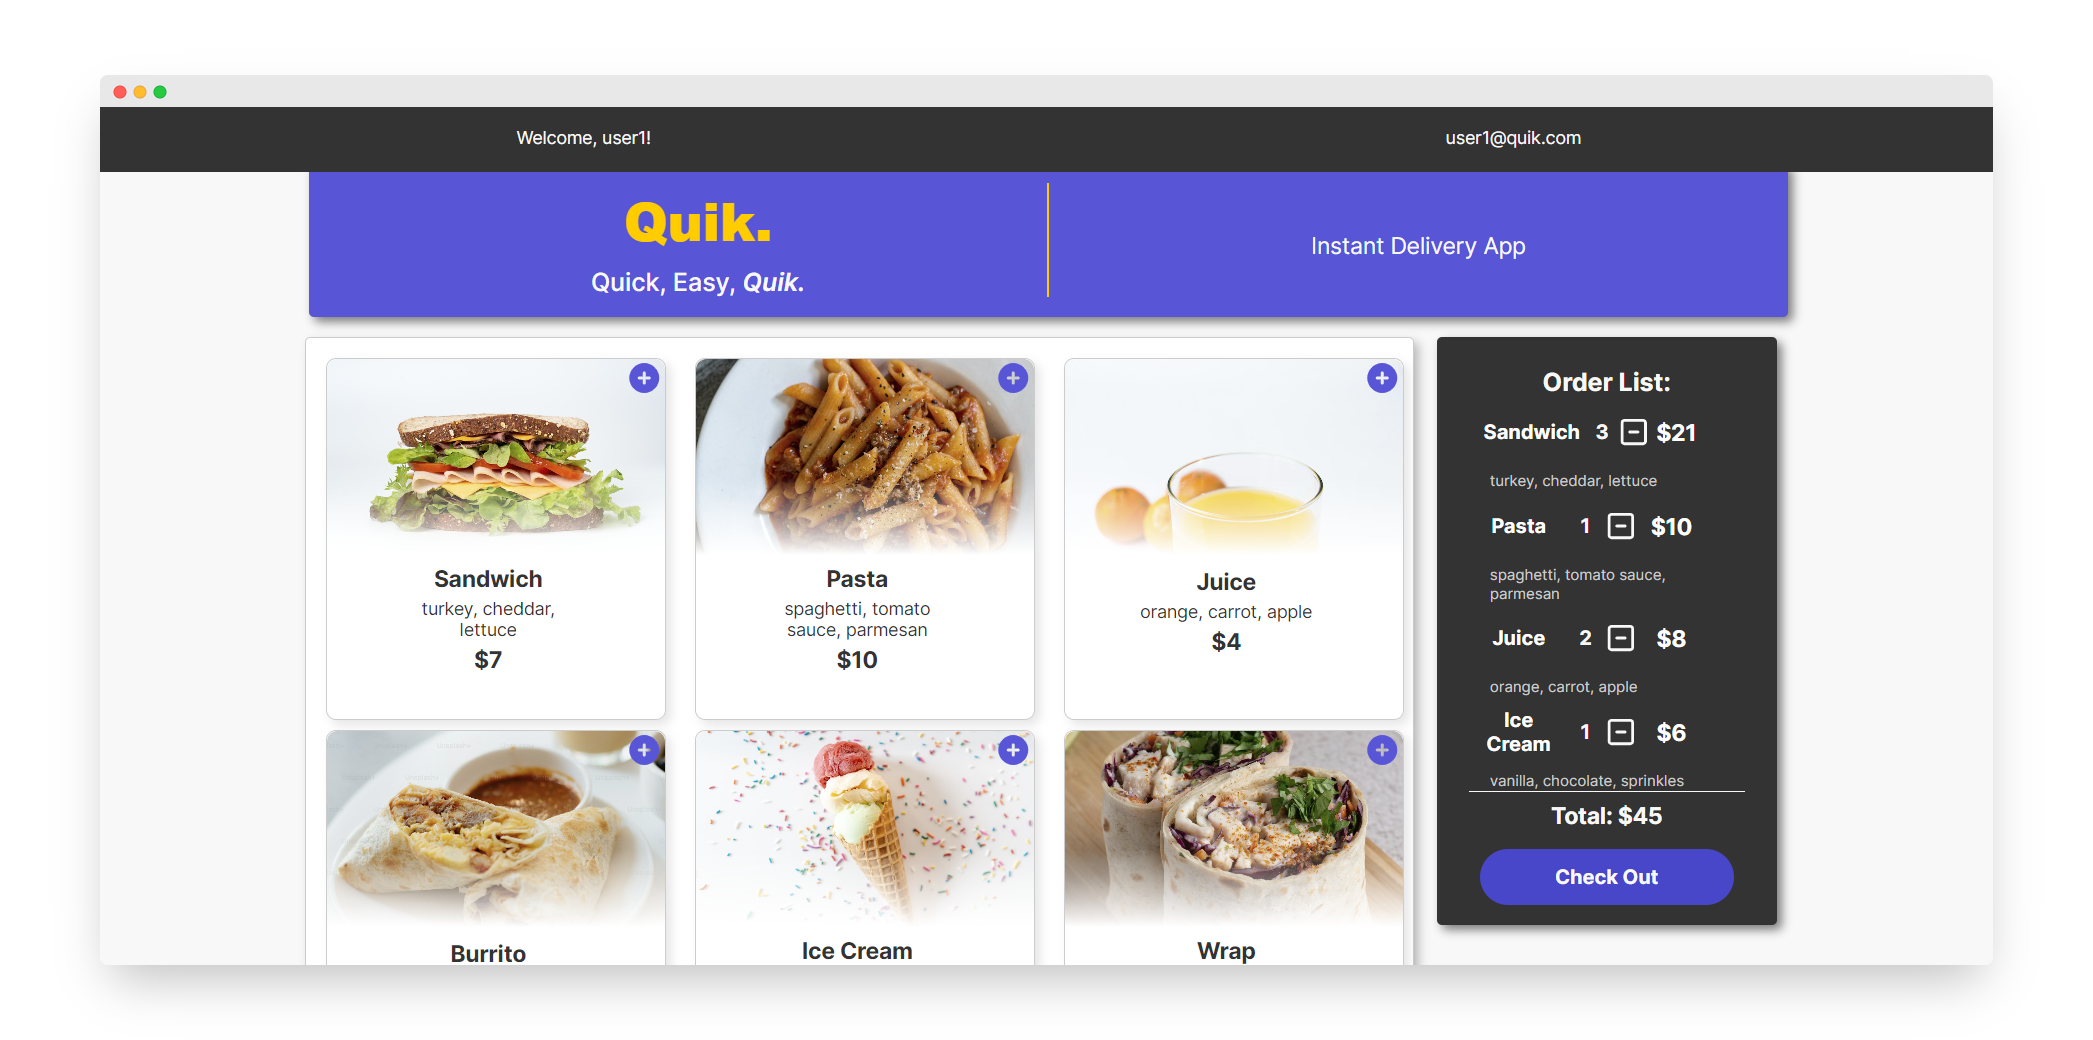 Welcome, user1!
user1@quik.com
Quik.
Quick, Easy, Quik.
Instant Delivery App
Sandwich
turkey, cheddar,
lettuce
$7
Pasta
spaghetti, tomato
sauce, parmesan
$10
Juice
orange, carrot, apple
$4
Burrito
Ice Cream
Wrap
Order List:
Sandwich 3 $21
turkey, cheddar, lettuce
Pasta 1 $10
spaghetti, tomato sauce,
parmesan
Juice 2 $8
orange, carrot, apple
Ice
Cream 1 $6
vanilla, chocolate, sprinkles
Total: $45
Check Out